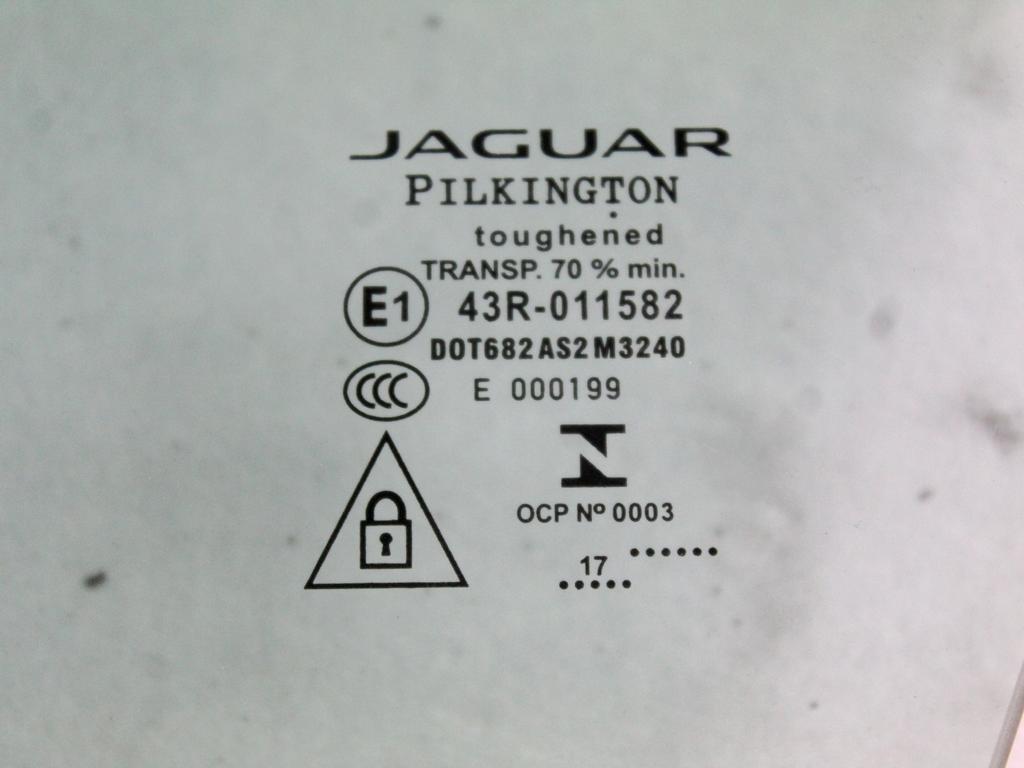 JAGUAR
PILKINGTON
toughened
TRANSP. 70 % min.
E1 43R-011582
DOT682 AS2 M3240
CCC E 000199
OCP Nº 0003
17